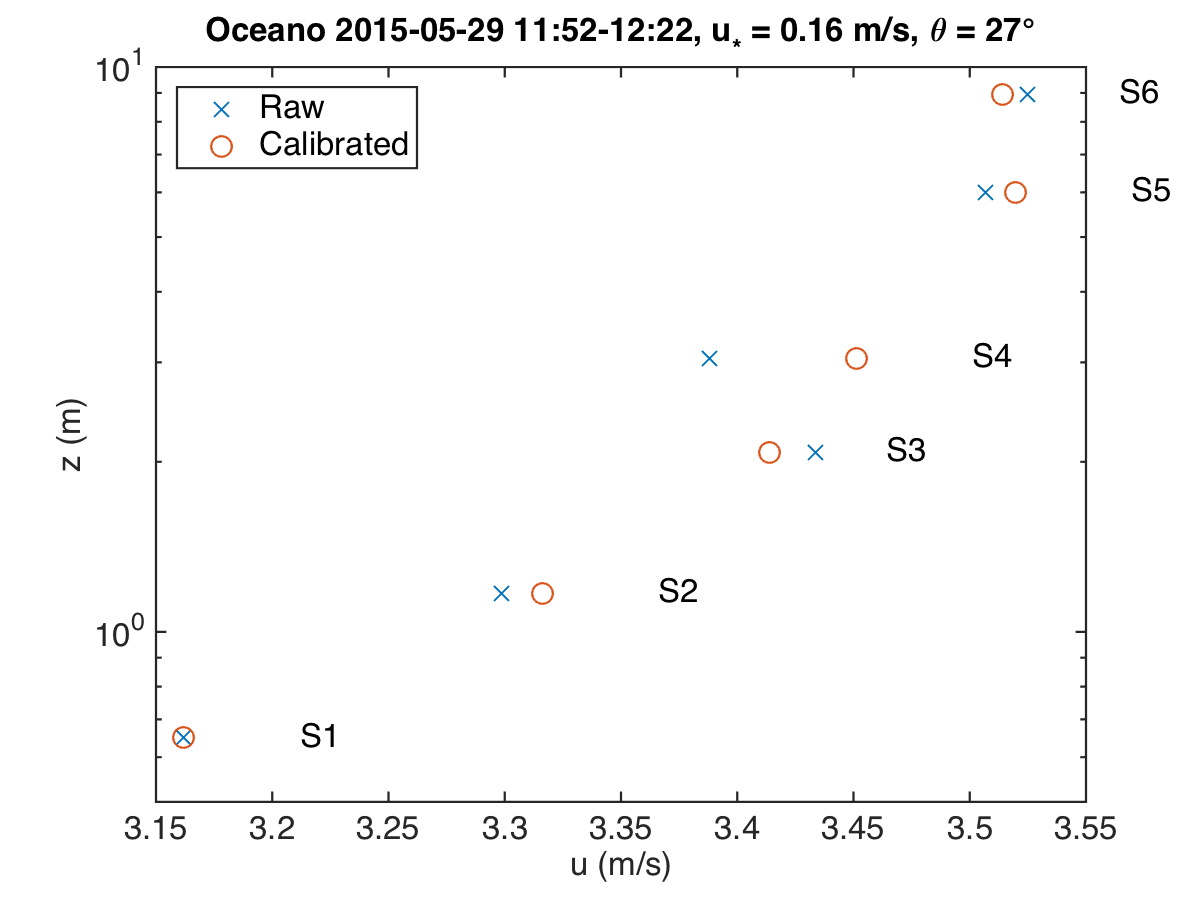 Oceano 2015-05-29 11:52-12:22, u* = 0.16 m/s, θ = 27°
Raw
Calibrated
S6
S5
S4
S3
S2
S1
10^1
10^0
z (m)
3.15 3.2 3.25 3.3 3.35 3.4 3.45 3.5 3.55
u (m/s)